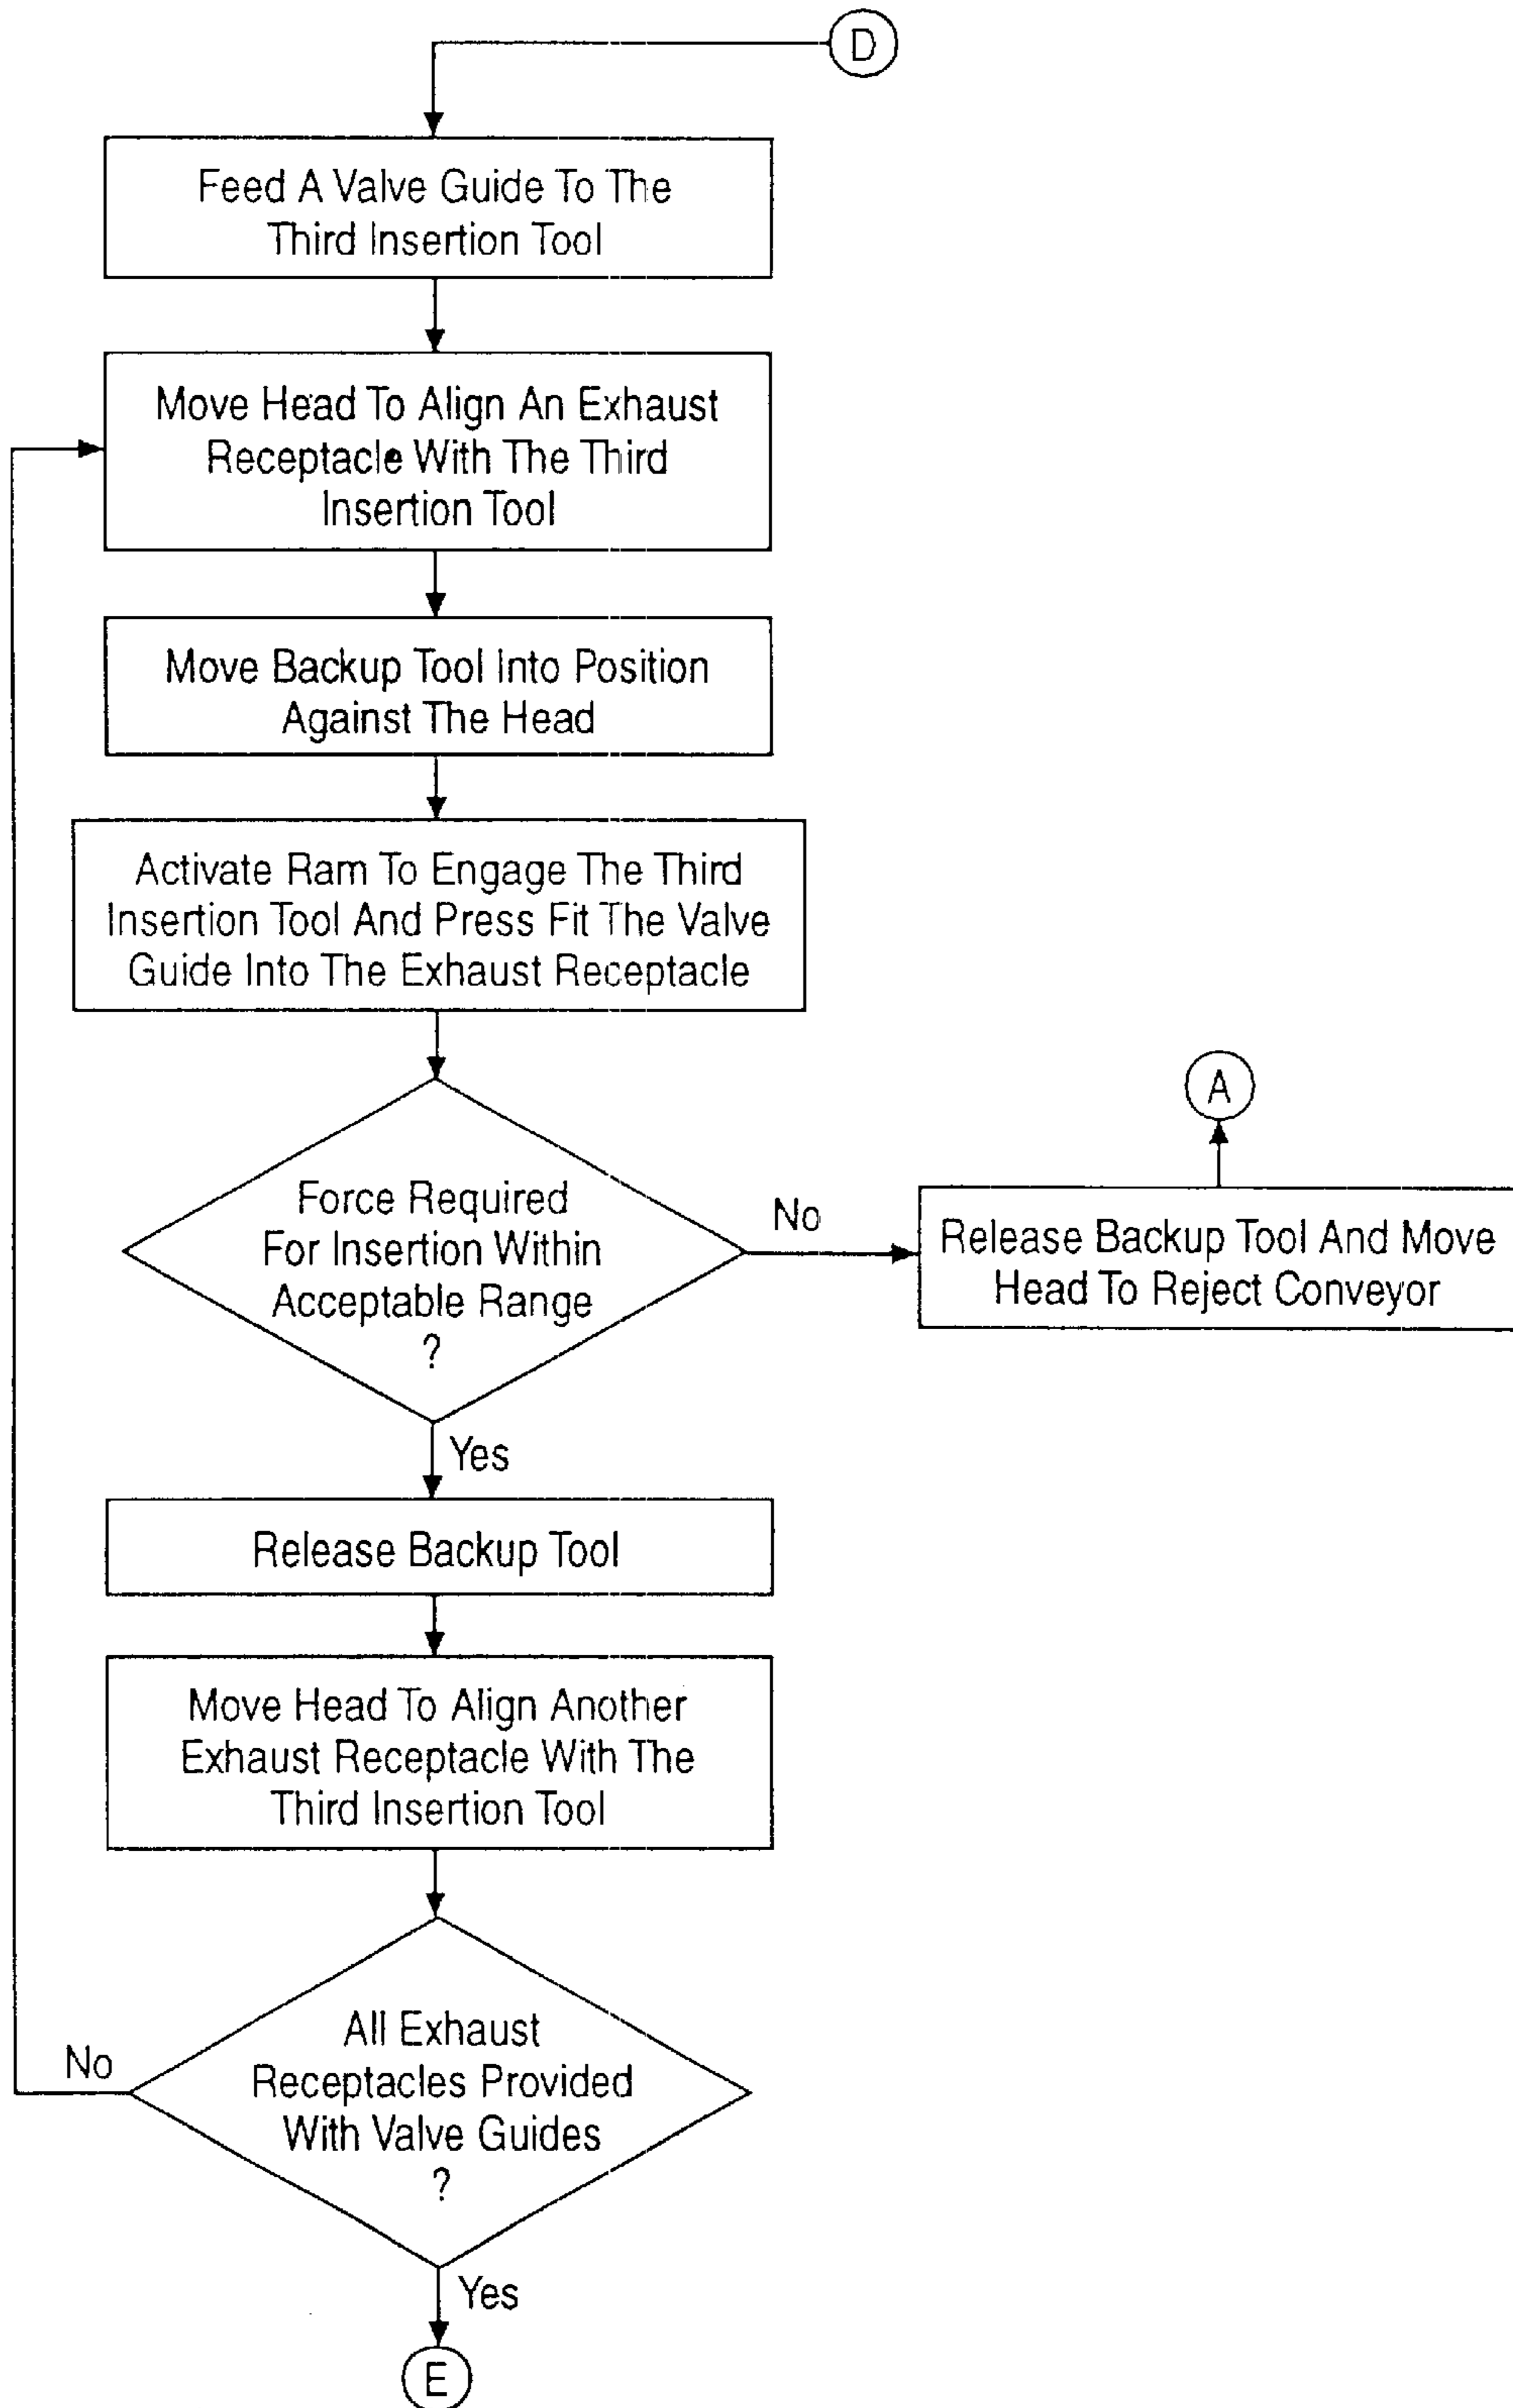 D
Feed A Valve Guide To The
Third Insertion Tool
Move Head To Align An Exhaust
Receptacle With The Third
Insertion Tool
Move Backup Tool Into Position
Against The Head
Activate Ram To Engage The Third
Insertion Tool And Press Fit The Valve
Guide Into The Exhaust Receptacle
A
Force Required
For Insertion Within
Acceptable Range
?
No
Release Backup Tool And Move
Head To Reject Conveyor
Yes
Release Backup Tool
Move Head To Align Another
Exhaust Receptacle With The
Third Insertion Tool
All Exhaust
Receptacles Provided
With Valve Guides
?
No
Yes
E